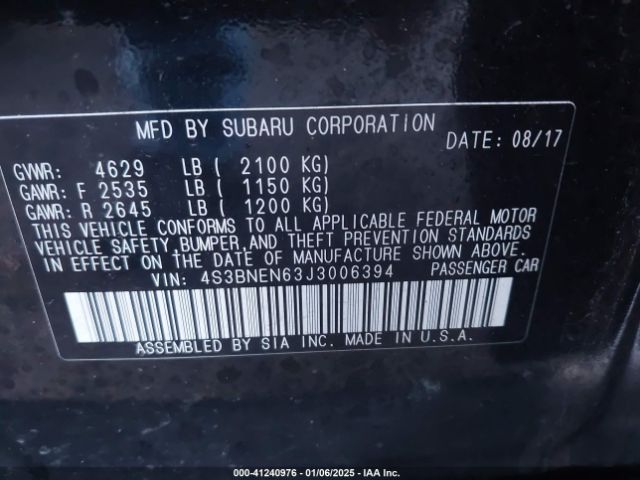 MFD BY SUBARU CORPORATION DATE: 08/17
GVWR: 4629 LB ( 2100 KG)
GAWR: F 2535 LB ( 1150 KG)
GAWR: R 2645 LB ( 1200 KG)
THIS VEHICLE CONFORMS TO ALL APPLICABLE FEDERAL MOTOR
VEHICLE SAFETY,BUMPER,AND THEFT PREVENTION STANDARDS
IN EFFECT ON THE DATE OF MANUFACTURE SHOWN ABOVE.
VIN: 4S3BNEN63J3006394 PASSENGER CAR
ASSEMBLED BY SIA INC. MADE IN U.S.A.
000-41240976 - 01/06/2025 - IAA Inc.